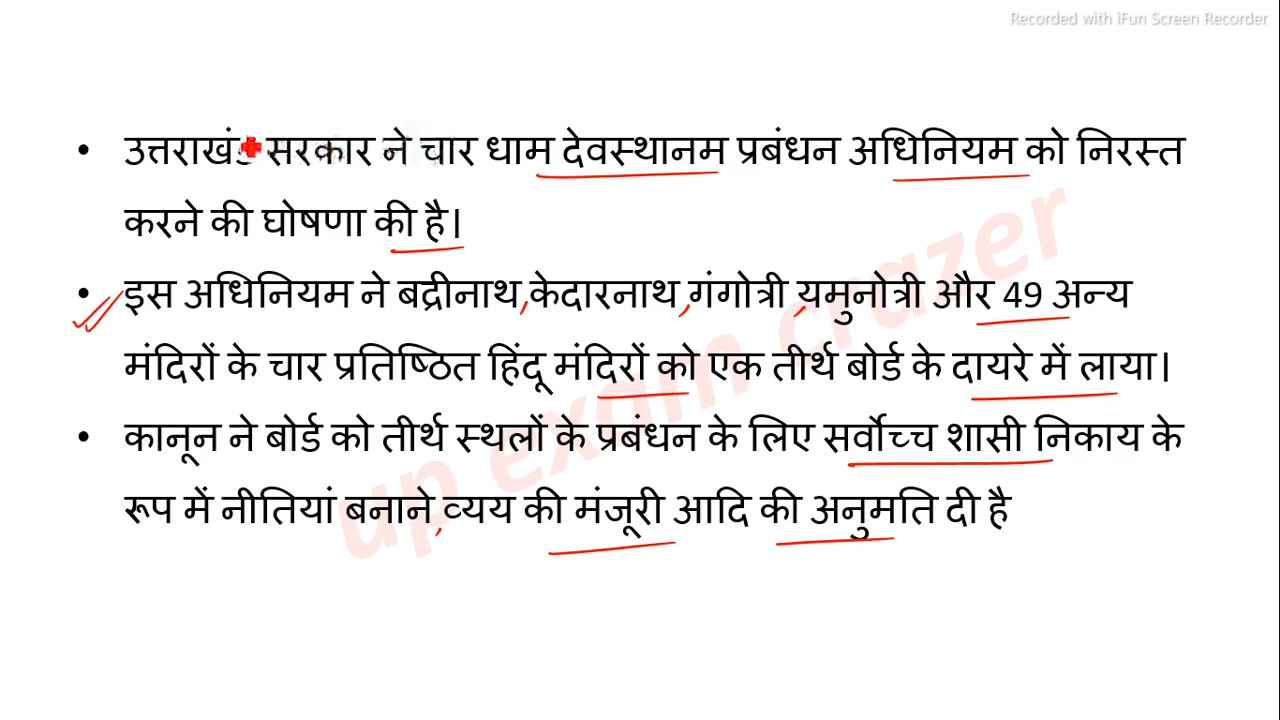 Recorded with iFun Screen Recorder
• उत्तराखंड सरकार ने चार धाम देवस्थानम प्रबंधन अधिनियम को निरस्त
करने की घोषणा की है।
• इस अधिनियम ने बद्रीनाथ,केदारनाथ,गंगोत्री यमुनोत्री और 49 अन्य
मंदिरों के चार प्रतिष्ठित हिंदू मंदिरों को एक तीर्थ बोर्ड के दायरे में लाया।
• कानून ने बोर्ड को तीर्थ स्थलों के प्रबंधन के लिए सर्वोच्च शासी निकाय के
रूप में नीतियां बनाने,व्यय की मंजूरी आदि की अनुमति दी है
up exam crazer